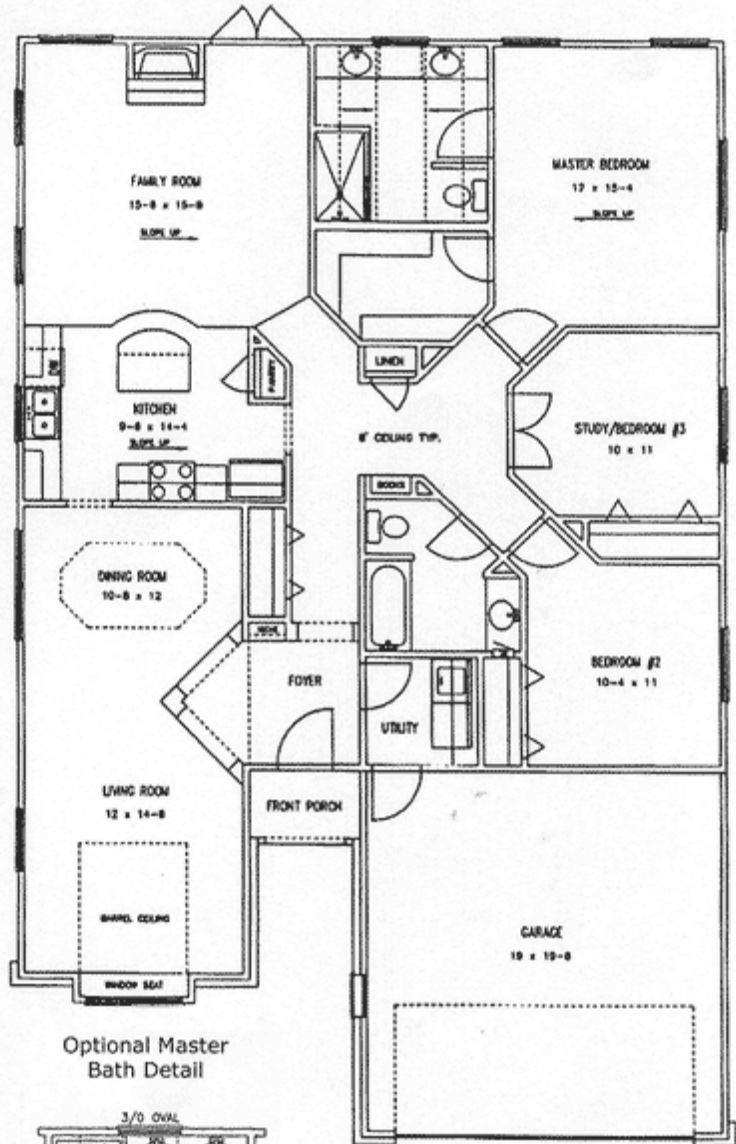 FAMILY ROOM
15-8 x 15-8
SLOPE UP
MASTER BEDROOM
12 x 15-4
SLOPE UP
LINEN
PANTRY
DW
KITCHEN
9-8 x 14-4
SLOPE UP
8' CEILING TYP.
STUDY/BEDROOM #3
10 x 11
BOOKS
DINING ROOM
10-8 x 12
NICHE
FOYER
UTILITY
BEDROOM #2
10-4 x 11
LIVING ROOM
12 x 14-8
FRONT PORCH
BARREL CEILING
WINDOW SEAT
GARAGE
19 x 19-8
Optional Master
Bath Detail
3/0 OVAL